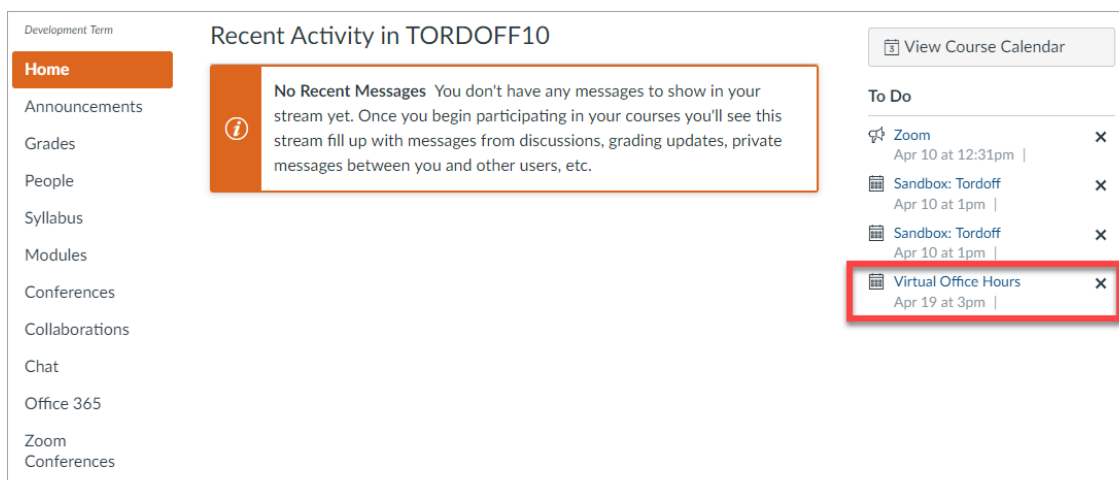 Development Term
Home
Announcements
Grades
People
Syllabus
Modules
Conferences
Collaborations
Chat
Office 365
Zoom
Conferences
Recent Activity in TORDOFF10
No Recent Messages You don't have any messages to show in your
stream yet. Once you begin participating in your courses you'll see this
stream fill up with messages from discussions, grading updates, private
messages between you and other users, etc.
View Course Calendar
To Do
Zoom
Apr 10 at 12:31pm |
Sandbox: Tordoff
Apr 10 at 1pm |
Sandbox: Tordoff
Apr 10 at 1pm |
Virtual Office Hours
Apr 19 at 3pm |